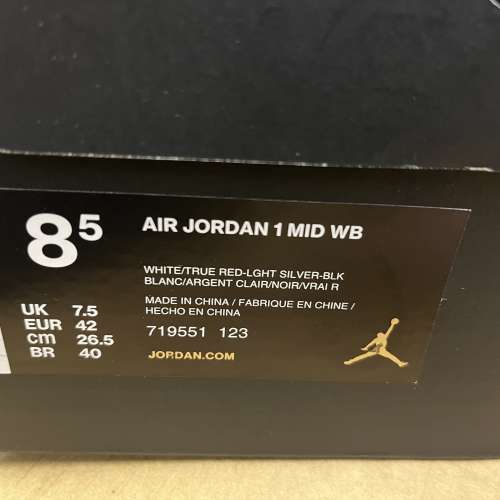 8⁵
AIR JORDAN 1 MID WB
WHITE/TRUE RED-LGHT SILVER-BLK
BLANC/ARGENT CLAIR/NOIR/VRAI R
MADE IN CHINA / FABRIQUE EN CHINE /
HECHO EN CHINA
UK 7.5
EUR 42
cm 26.5
BR 40
719551 123
JORDAN.COM